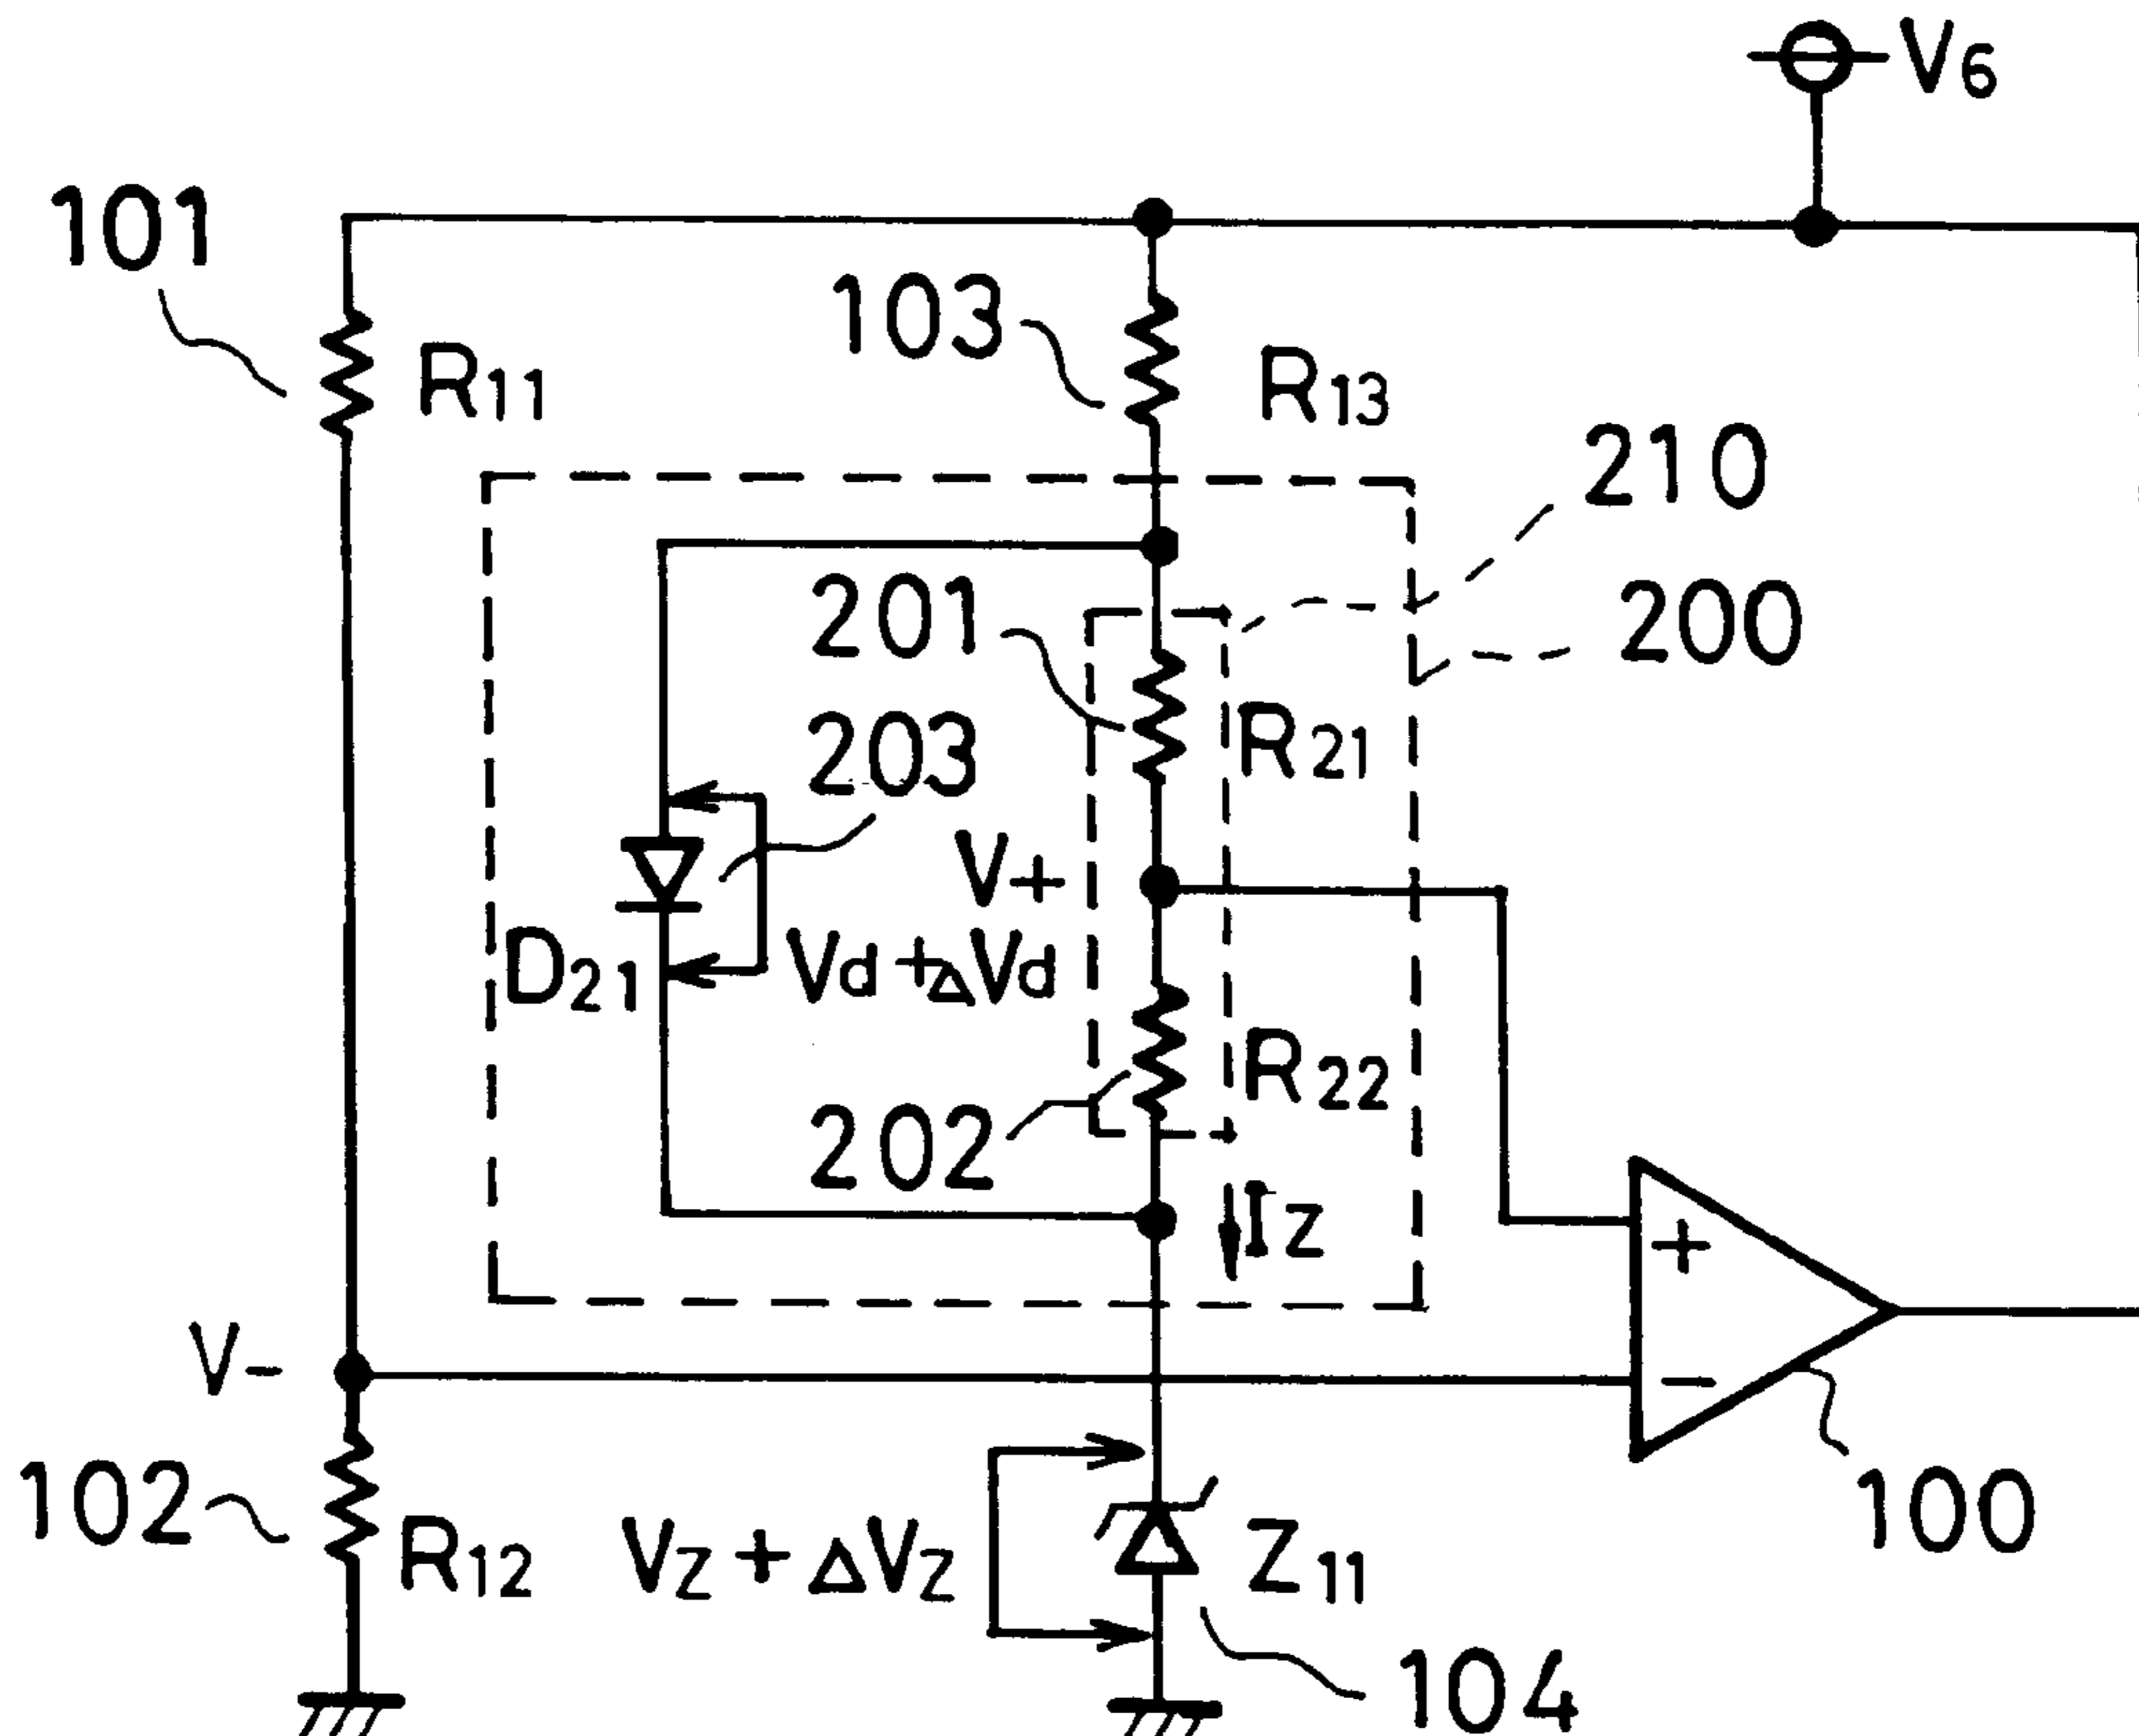 V6
101
103
R11
R13
210
201
200
203
R21
V+
D21
Vd+ΔVd
R22
202
Iz
+
V-
−
102
R12
Vz+ΔVz
Z11
100
104